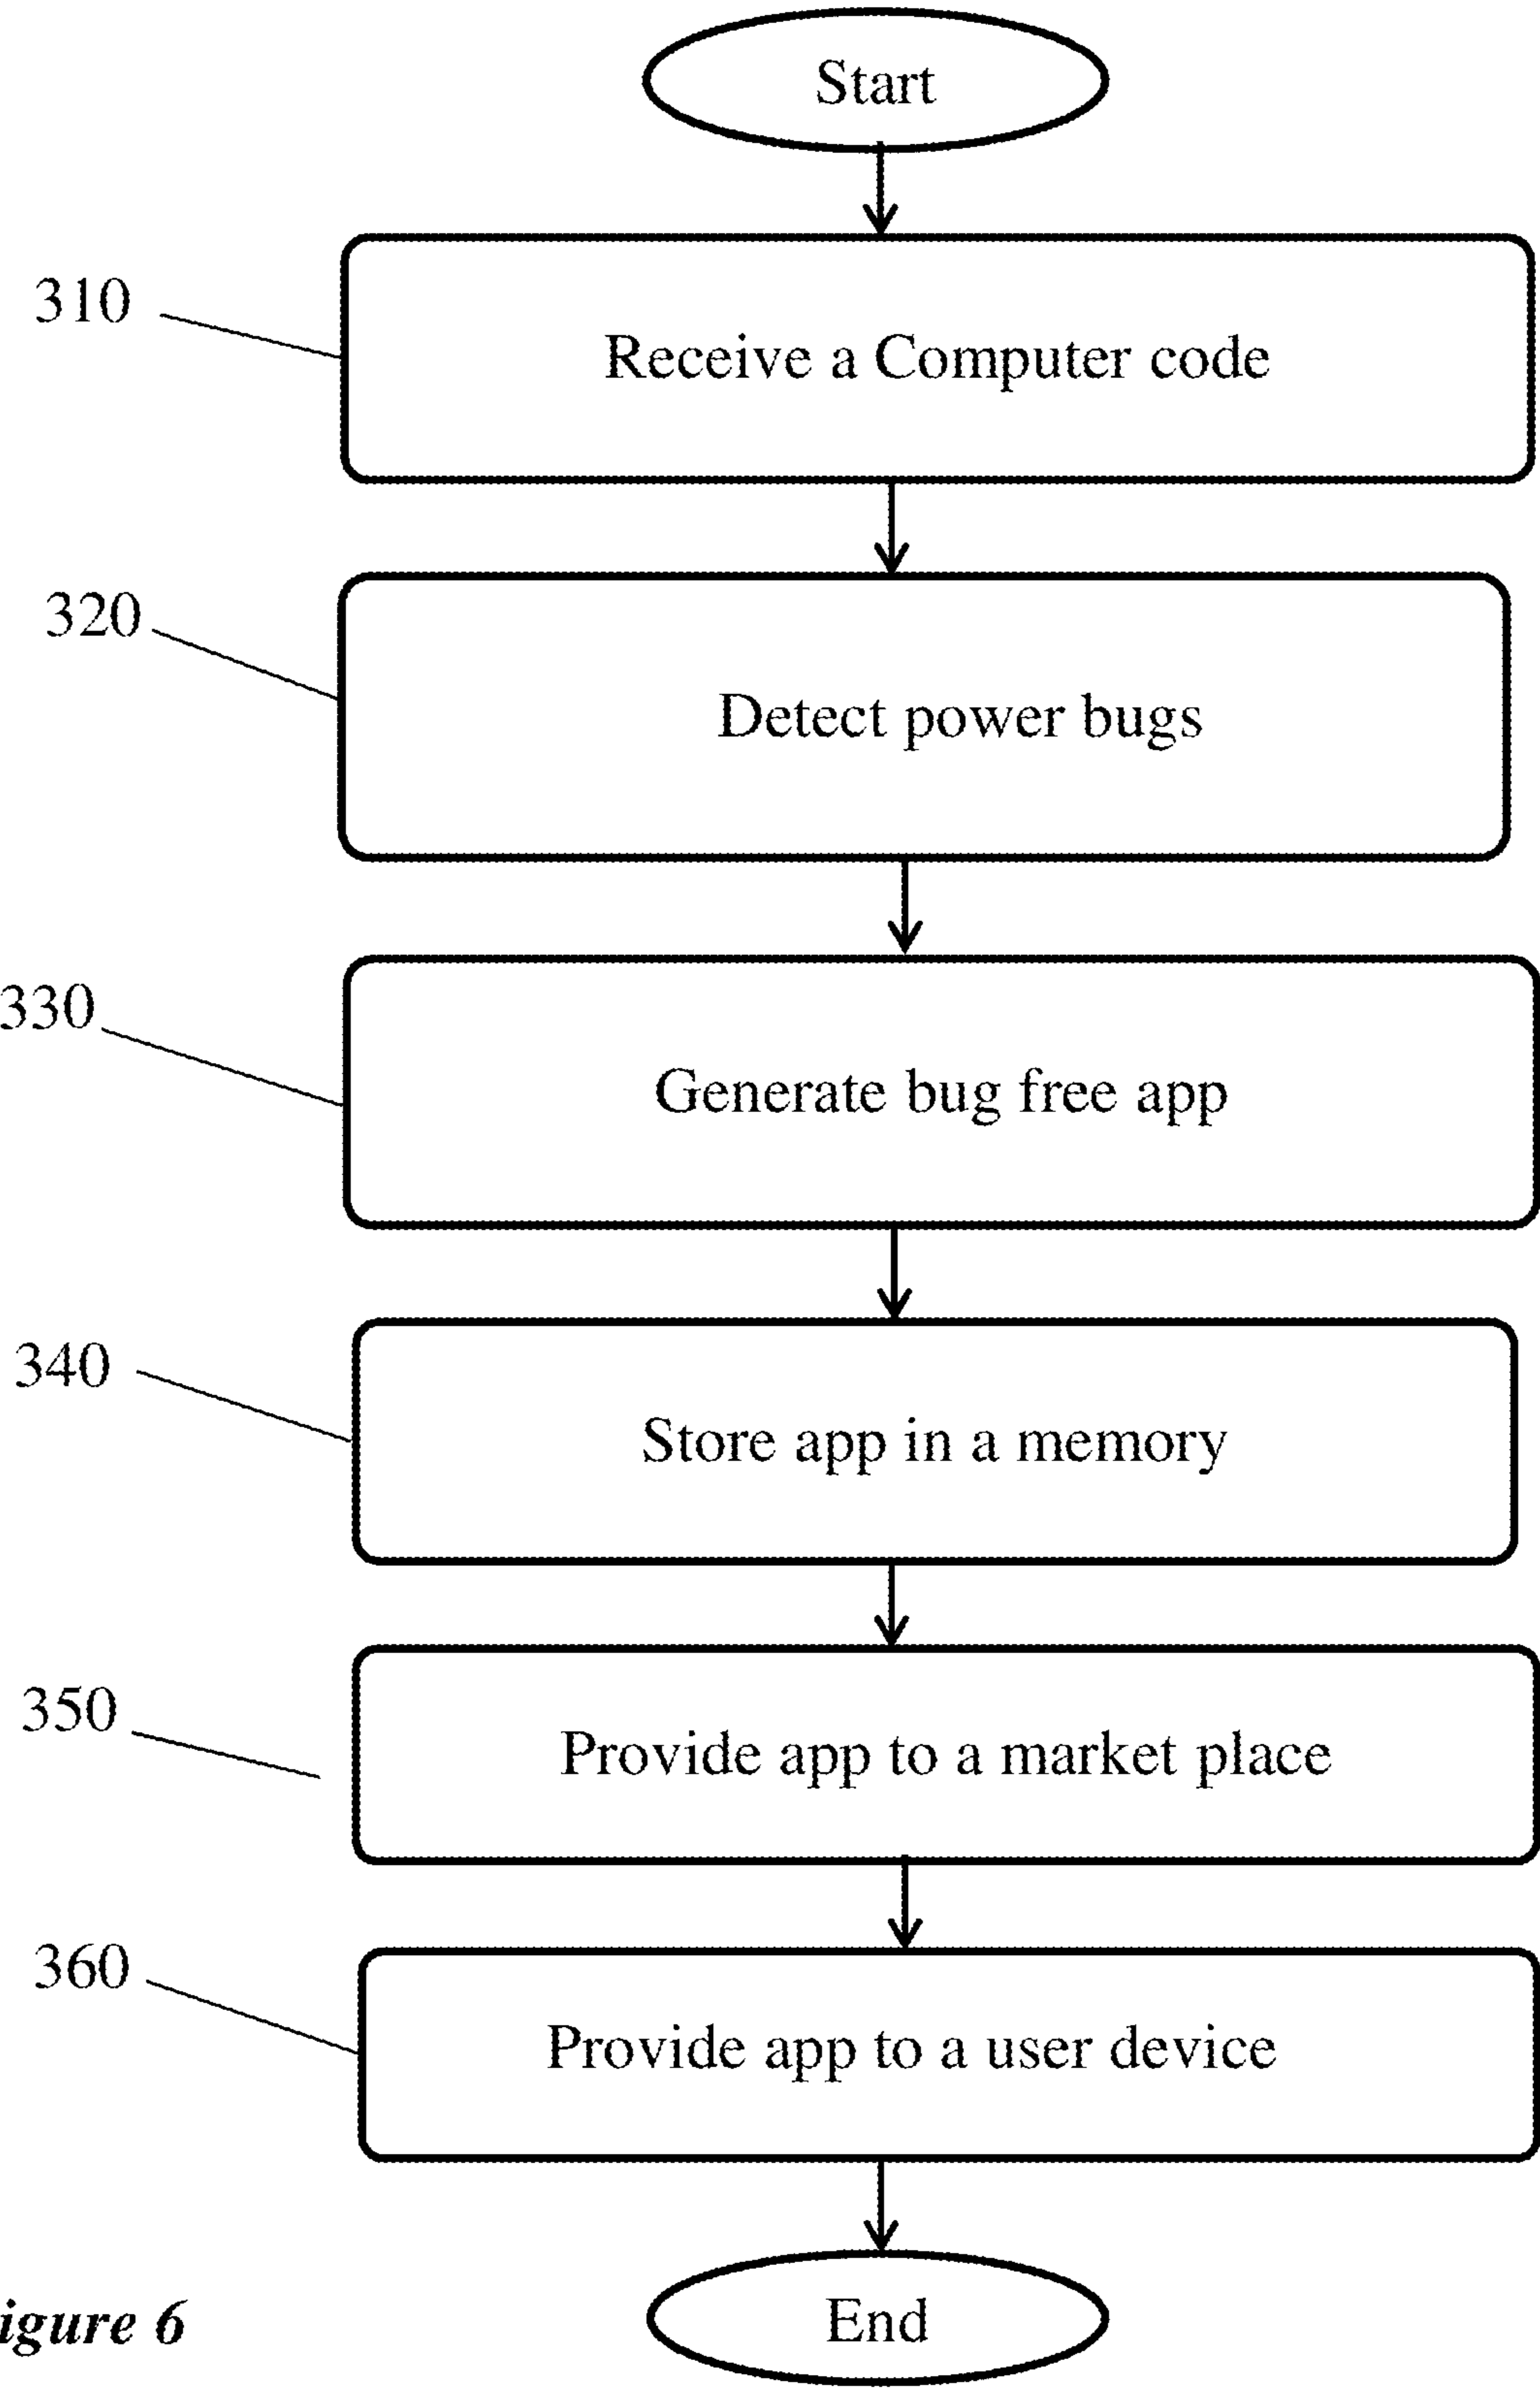 Start
310
Receive a Computer code
320
Detect power bugs
330
Generate bug free app
340
Store app in a memory
350
Provide app to a market place
360
Provide app to a user device
End
igure 6